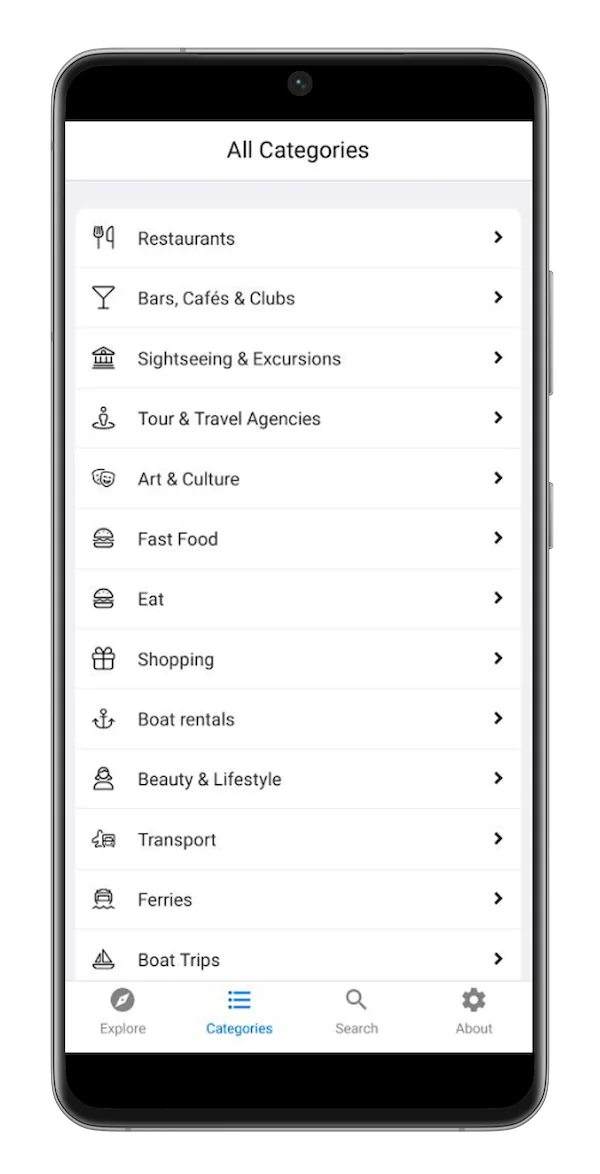 All Categories
Restaurants
Bars, Cafés & Clubs
Sightseeing & Excursions
Tour & Travel Agencies
Art & Culture
Fast Food
Eat
Shopping
Boat rentals
Beauty & Lifestyle
Transport
Ferries
Boat Trips
Explore
Categories
Search
About